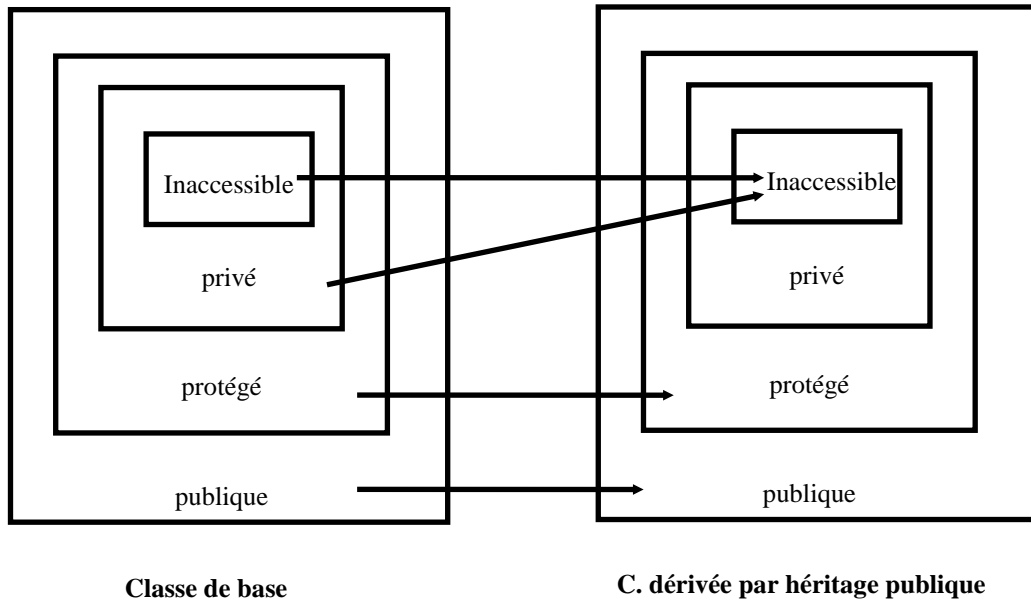 Inaccessible
privé
protégé
publique
Classe de base
Inaccessible
privé
protégé
publique
C. dérivée par héritage publique